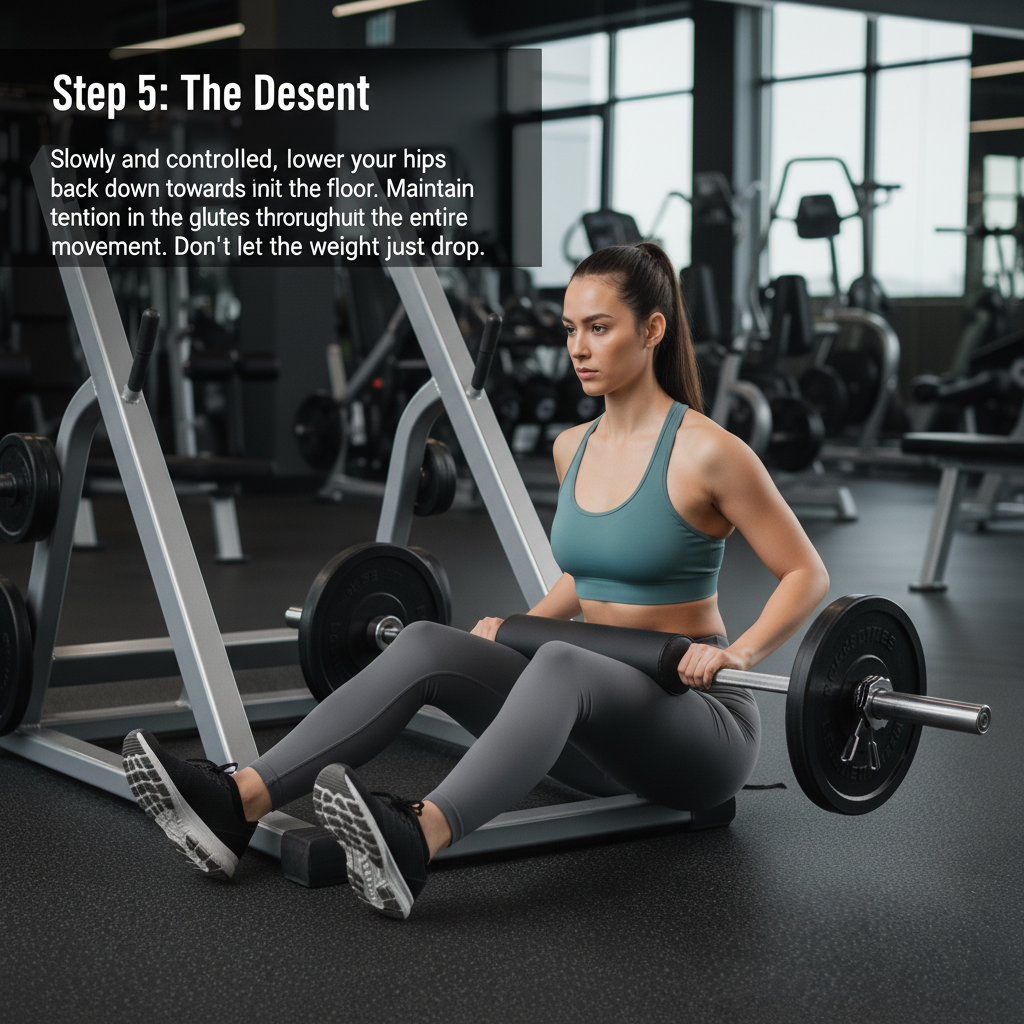 Step 5: The Desent
Slowly and controlled, lower your hips
back down towards init the floor. Maintain
tention in the glutes throrughuit the entire
movement. Don't let the weight just drop.